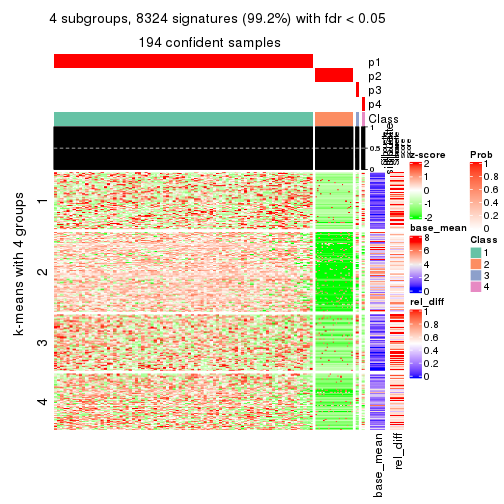 4 subgroups, 8324 signatures (99.2%) with fdr < 0.05
194 confident samples
p1
p2
p3
p4
Class
1
0.5
0
k-means with 4 groups
1
2
3
4
base_mean
rel_diff
z-score
2
1
0
-1
-2
base_mean
8
6
4
2
0
rel_diff
1
0.8
0.6
0.4
0.2
0
Prob
1
0.8
0.6
0.4
0.2
0
Class
1
2
3
4